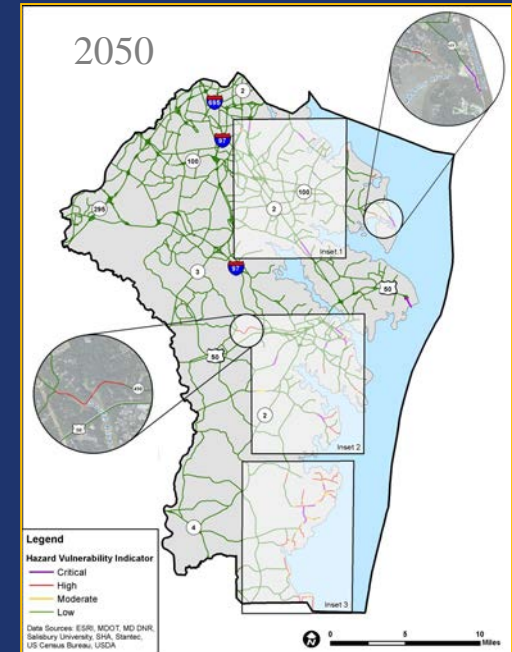 2050
695
2
97
100
100
2
295
Inset 1
3
97
50
50
2
Inset 2
4
Inset 3
Legend
Hazard Vulnerability Indicator
Critical
High
Moderate
Low
Data Sources: ESRI, MDOT, MD DNR,
Salisbury University, SHA, Stantec,
US Census Bureau, USDA
N
0 5 10
Miles